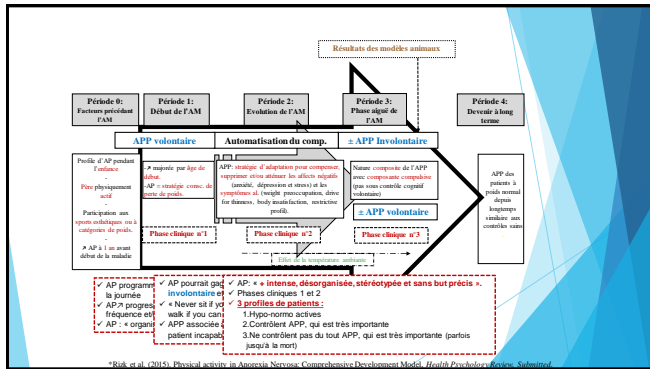 Résultats des modèles animaux
Période 0:
Facteurs précédant
l'AM
Période 1:
Début de l'AM
Période 2:
Evolution de l'AM
Période 3:
Phase aiguë de
l'AM
Période 4:
Devenir à long
terme
APP volontaire
Automatisation du comp.
± APP Involontaire
Profile d'AP pendant
l'enfance
- Père physiquement
actif
-
Participation aux
sports esthétiques ou à
catégories de poids.
-
↗ AP à 1 an avant
début de la maladie
-↗ majorée par âge de
début.
-AP = stratégie consc. de
perte de poids.
APP: stratégie d'adaptation pour compenser,
supprimer et/ou atténuer les affects négatifs
(anxiété, dépression et stress) et les
symptômes al. (weight preoccupation, drive
for thinness, body insatisfaction, restrictive
profil).
Nature composite de l'APP
avec composante compulsive
(pas sous contrôle cognitif
volontaire)
± APP volontaire
APP des
patients à
poids normal
depuis
longtemps
similaire aux
contrôles sains
Phase clinique n°1
Phase clinique n°2
Phase clinique n°3
Effet de la température ambiante
✓ AP programm
la journée
✓ AP↗ progres
fréquence et/
✓ AP : « organi
✓ AP pourrait gag
involontaire et
✓ « Never sit if yo
walk if you can
✓ APP associée
patient incapab
✓ AP: « + intense, désorganisée, stéréotypée et sans but précis ».
✓ Phases cliniques 1 et 2
✓ 3 profiles de patients :
1.Hypo-normo actives
2.Contrôlent APP, qui est très importante
3.Ne contrôlent pas du tout APP, qui est très importante (parfois
jusqu'à la mort)
*Rizk et al. (2015). Physical activity in Anorexia Nervosa: Comprehensive Development Model. Health Psychology Review. Submitted.